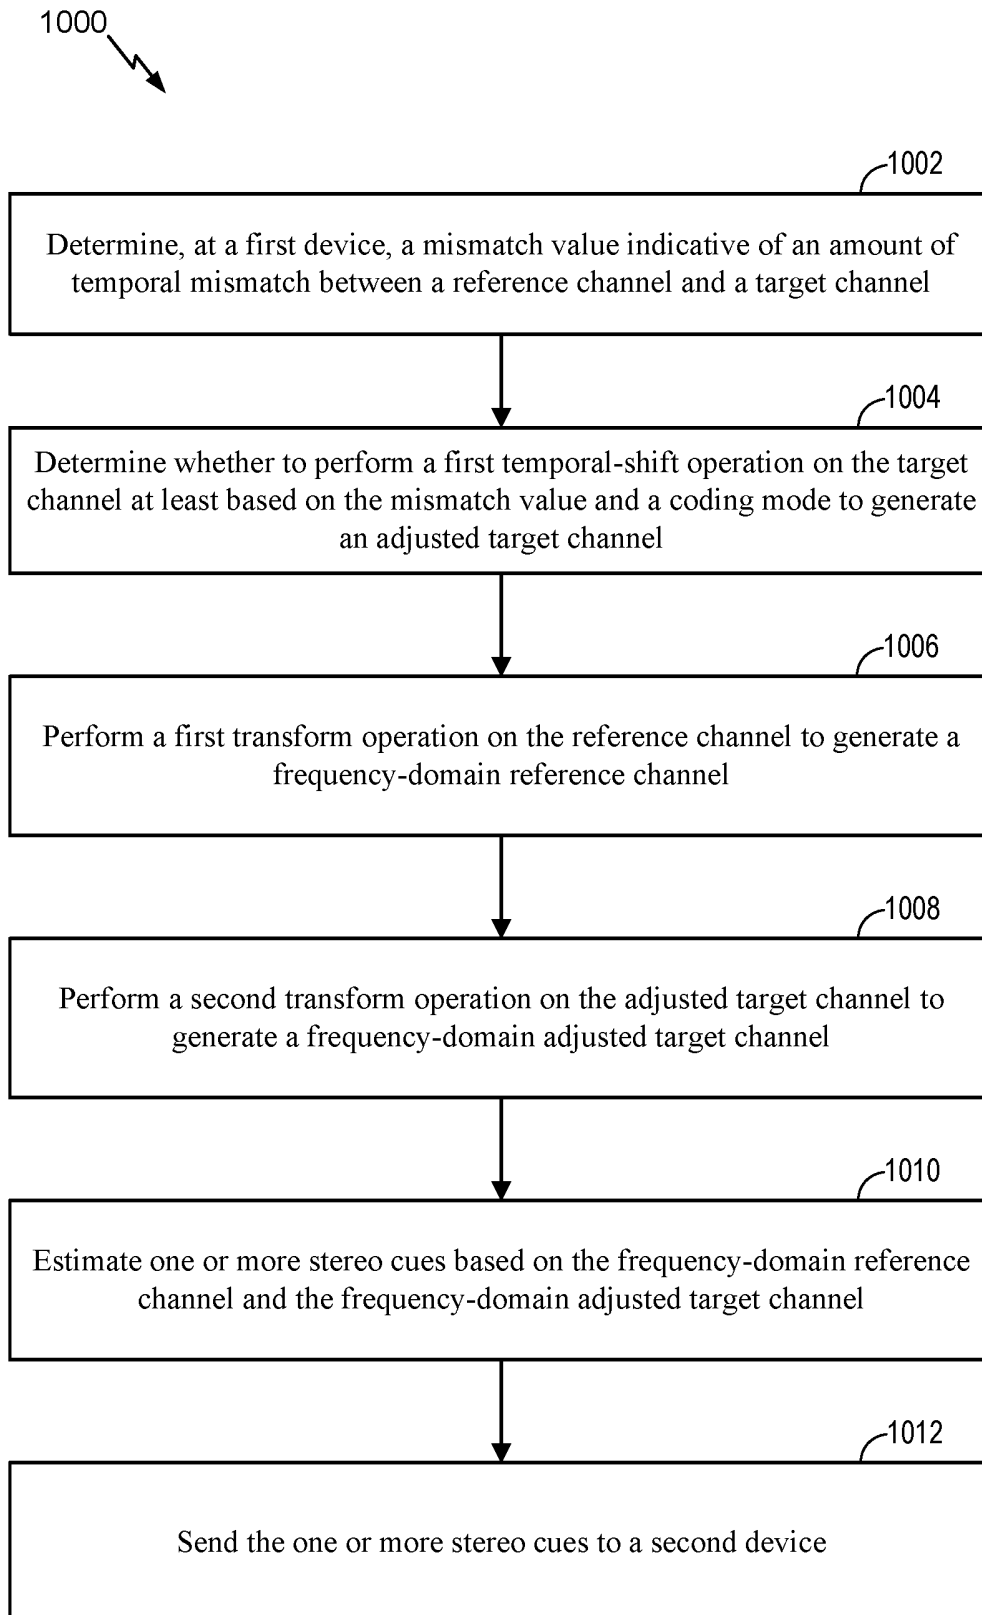 1000
1002
Determine, at a first device, a mismatch value indicative of an amount of
temporal mismatch between a reference channel and a target channel
1004
Determine whether to perform a first temporal-shift operation on the target
channel at least based on the mismatch value and a coding mode to generate
an adjusted target channel
1006
Perform a first transform operation on the reference channel to generate a
frequency-domain reference channel
1008
Perform a second transform operation on the adjusted target channel to
generate a frequency-domain adjusted target channel
1010
Estimate one or more stereo cues based on the frequency-domain reference
channel and the frequency-domain adjusted target channel
1012
Send the one or more stereo cues to a second device